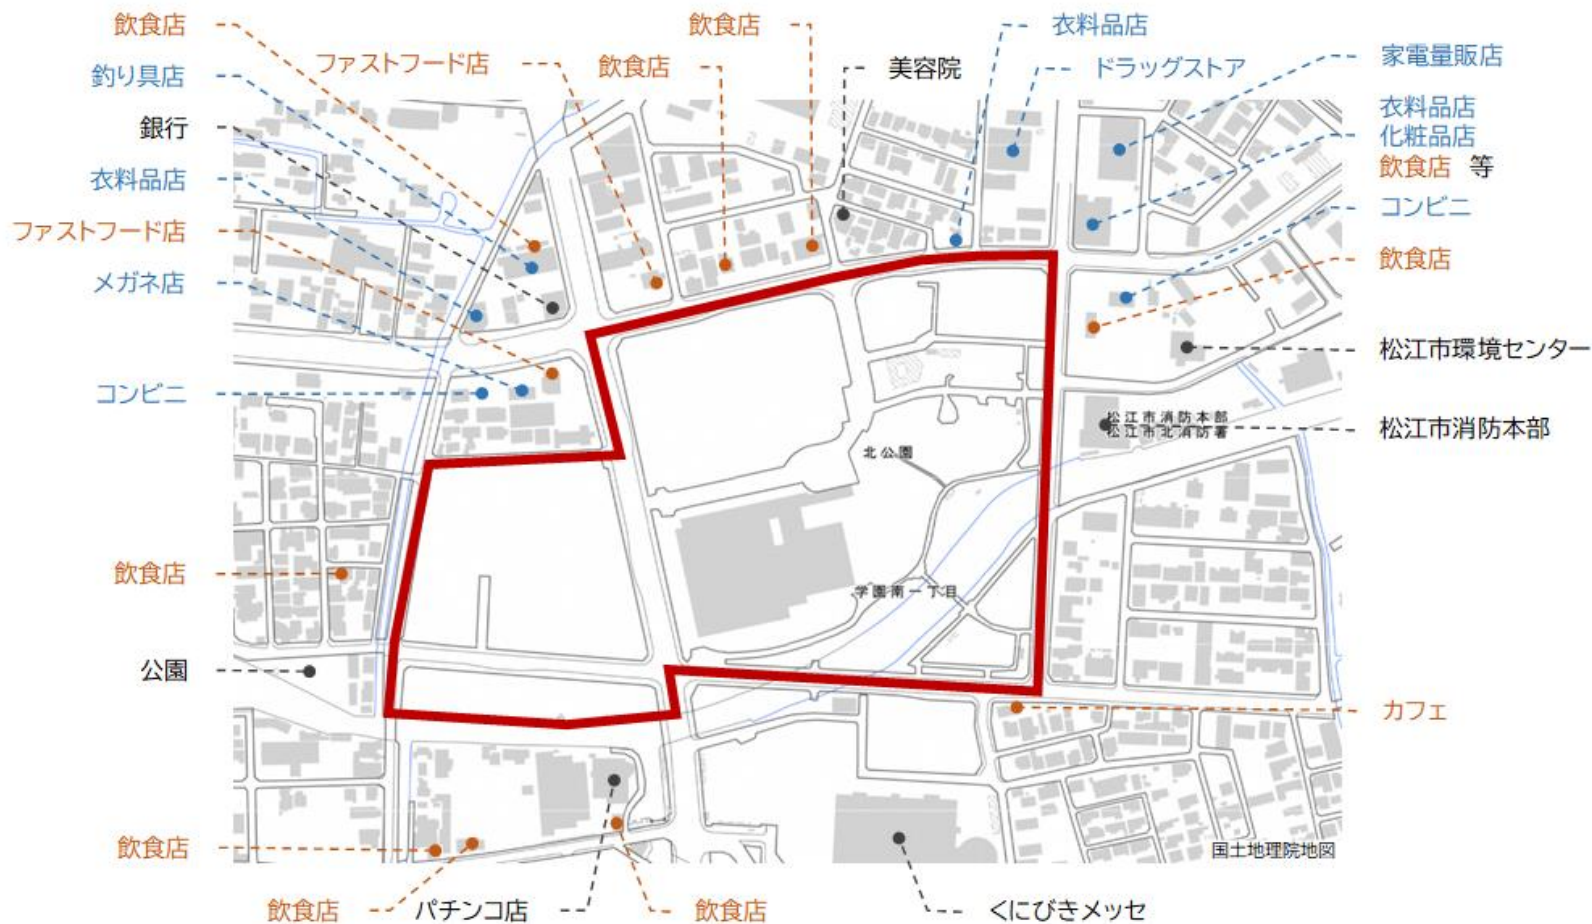 飲食店
飲食店
衣料品店
家電量販店
釣り具店
ファストフード店
飲食店
美容院
ドラッグストア
衣料品店
銀行
化粧品店
飲食店 等
衣料品店
コンビニ
ファストフード店
飲食店
メガネ店
松江市環境センター
コンビニ
松江市消防本部
松江市北消防署
松江市消防本部
北公園
飲食店
学園南一丁目
公園
カフェ
飲食店
国土地理院地図
飲食店
パチンコ店
飲食店
くにびきメッセ